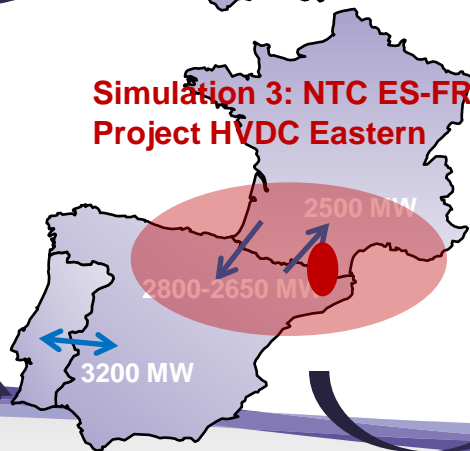 Simulation 3: NTC ES-FR
Project HVDC Eastern
2500 MW
2800-2650 MW
3200 MW